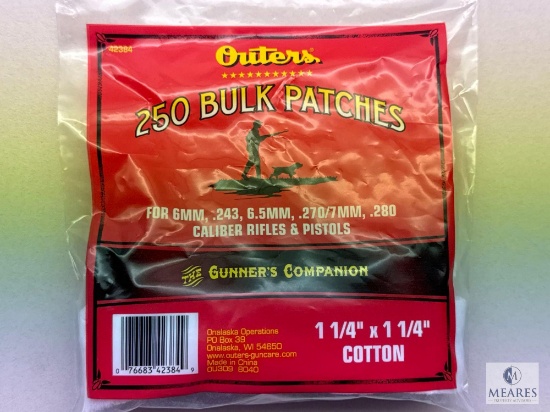 42384
Outers®
250 BULK PATCHES
FOR 6MM, .243, 6.5MM, .270/7MM, .280
CALIBER RIFLES & PISTOLS
THE GUNNER'S COMPANION
Onalaska Operations
PO Box 39
Onalaska, WI 54650
www.outers-guncare.com
Made in China
OU309 9040
0 76683 42384 9
1 1/4" x 1 1/4"
COTTON
M
MEARES